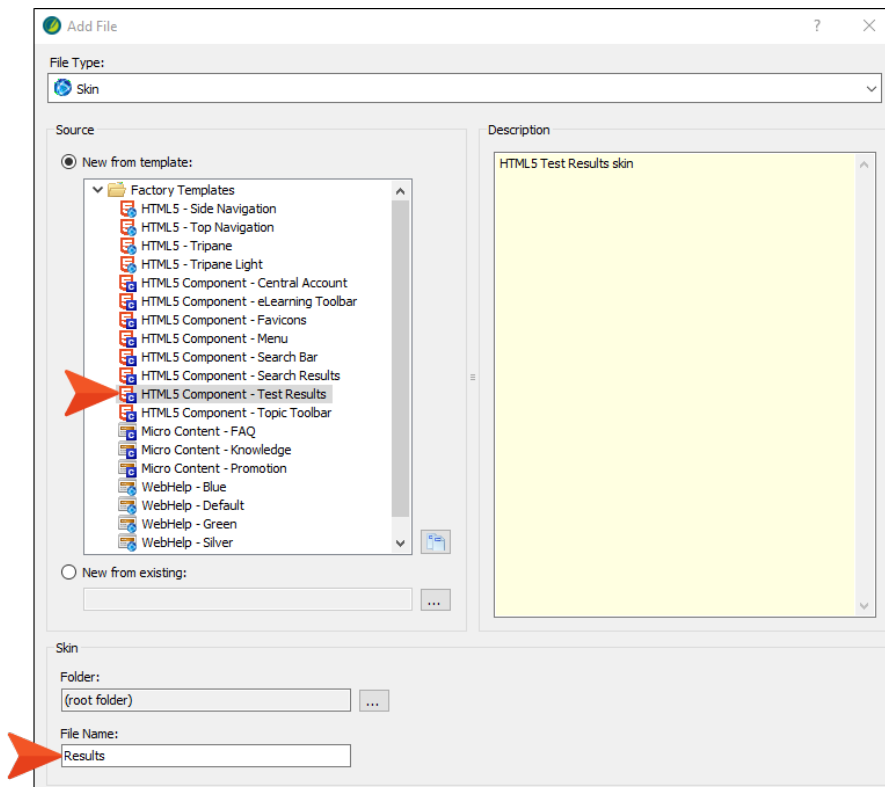 Add File
?
File Type:
Skin
Source
New from template:
Factory Templates
HTML5 - Side Navigation
HTML5 - Top Navigation
HTML5 - Tripane
HTML5 - Tripane Light
HTML5 Component - Central Account
HTML5 Component - eLearning Toolbar
HTML5 Component - Favicons
HTML5 Component - Menu
HTML5 Component - Search Bar
HTML5 Component - Search Results
HTML5 Component - Test Results
HTML5 Component - Topic Toolbar
Micro Content - FAQ
Micro Content - Knowledge
Micro Content - Promotion
WebHelp - Blue
WebHelp - Default
WebHelp - Green
WebHelp - Silver
New from existing:
...
Description
HTML5 Test Results skin
Skin
Folder:
(root folder)
...
File Name:
Results